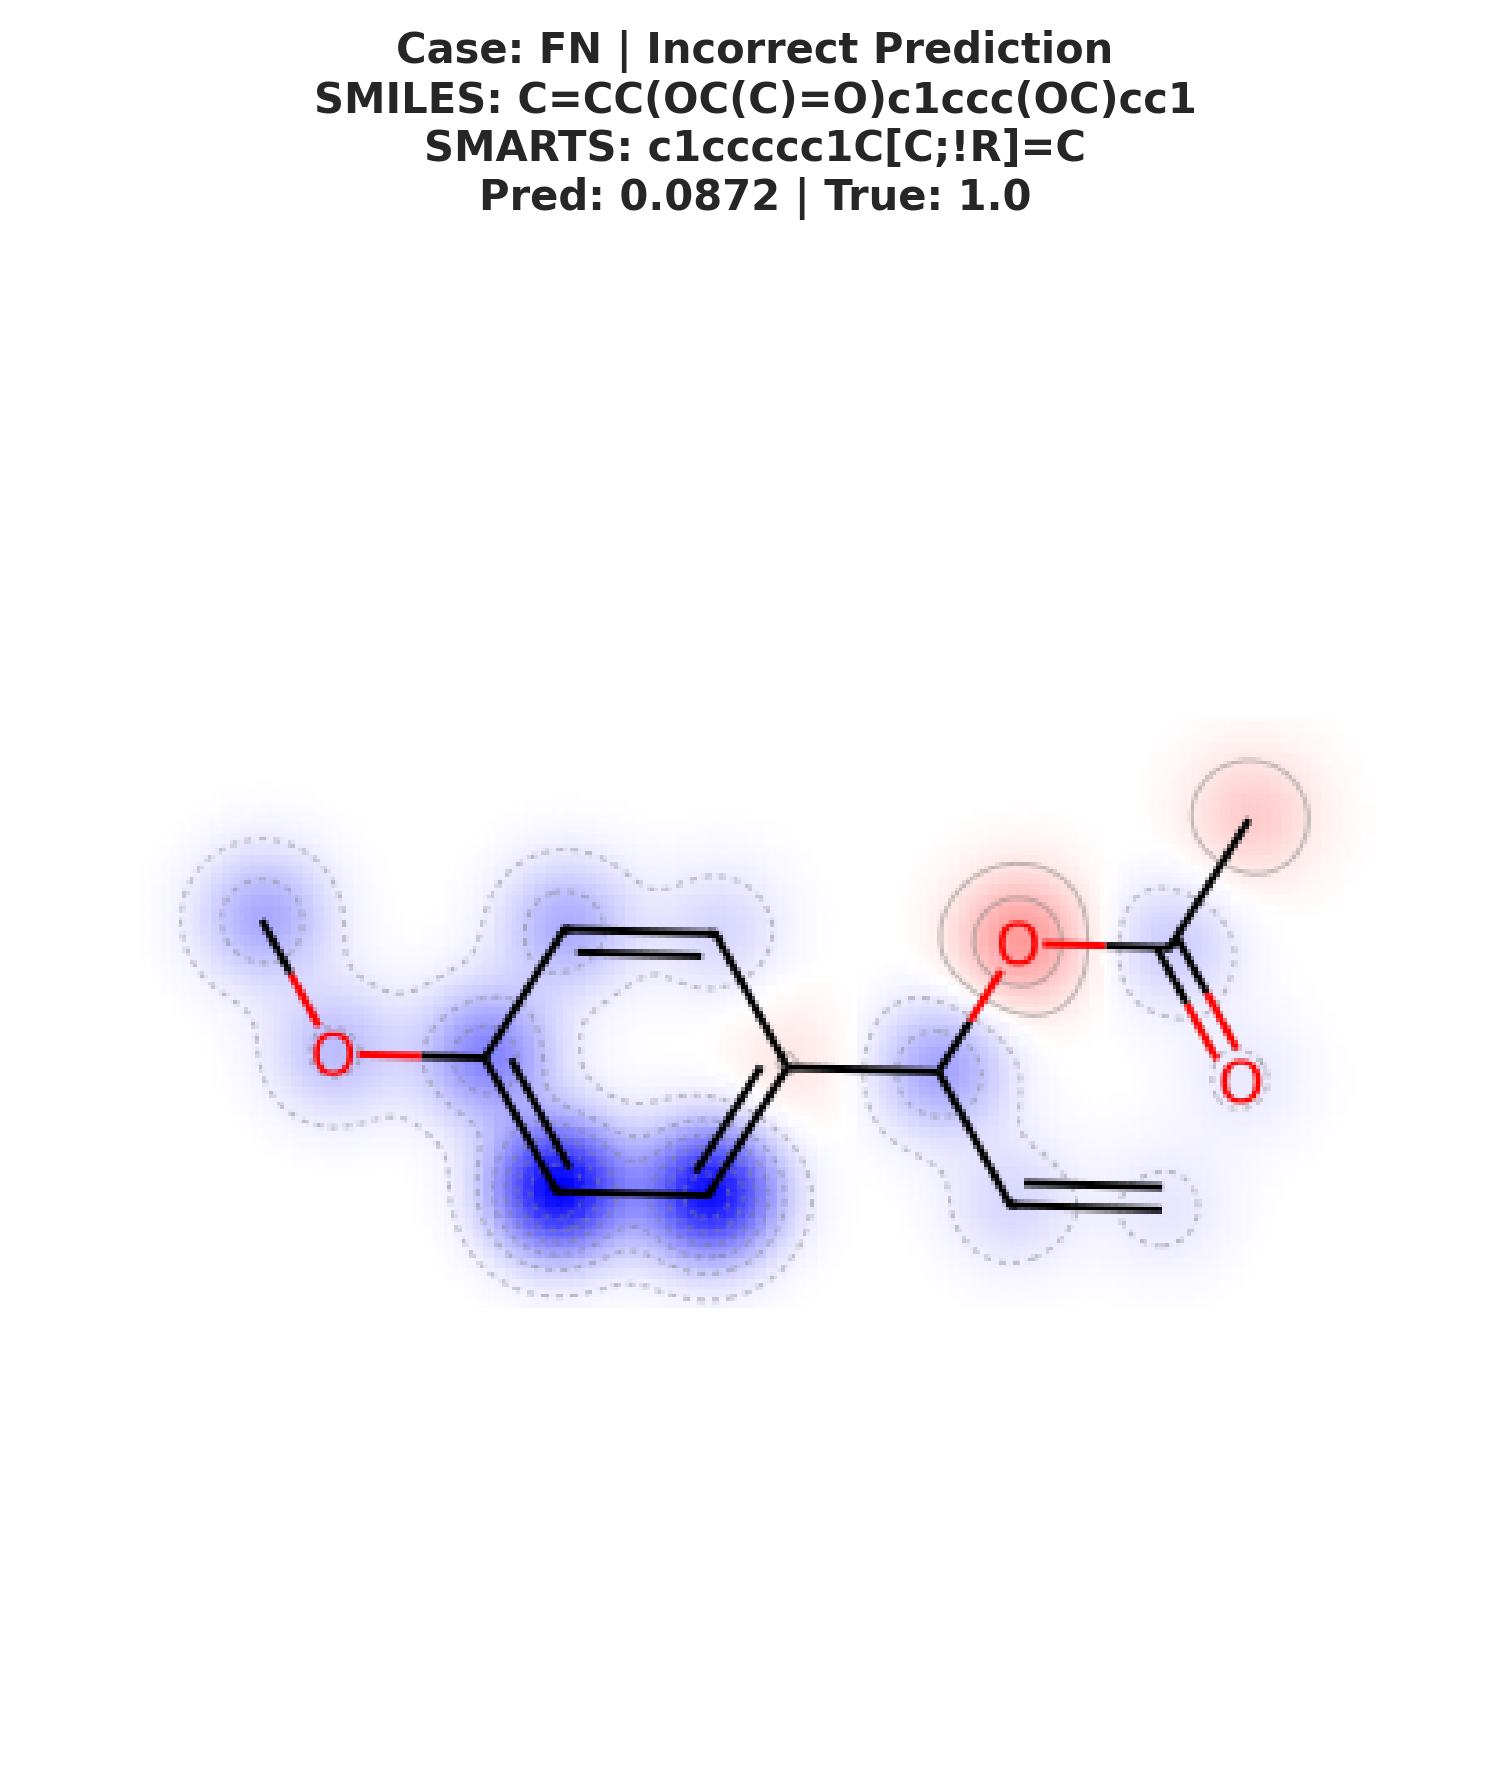 Case: FN | Incorrect Prediction
SMILES: C=CC(OC(C)=O)c1ccc(OC)cc1
SMARTS: c1ccccc1C[C;!R]=C
Pred: 0.0872 | True: 1.0
O
O
O